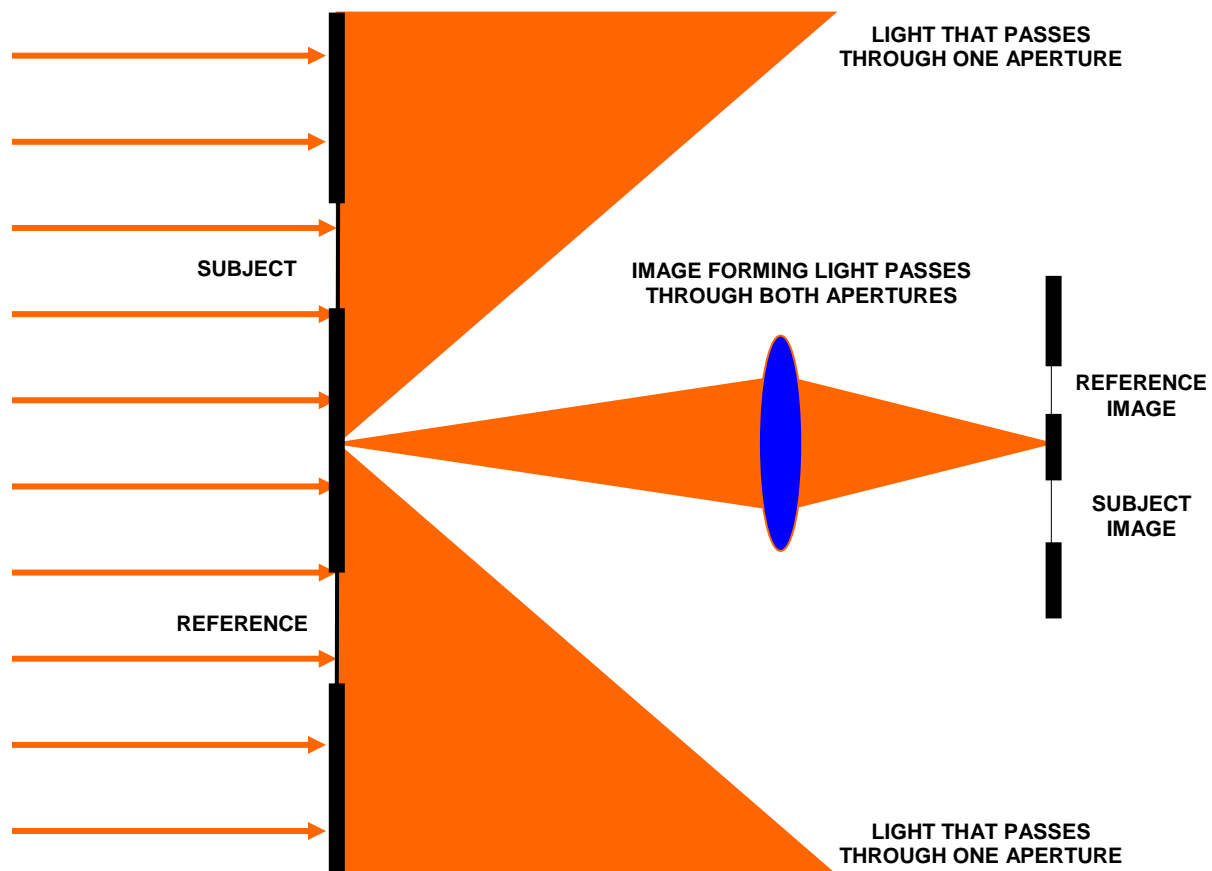 LIGHT THAT PASSES
THROUGH ONE APERTURE
SUBJECT
IMAGE FORMING LIGHT PASSES
THROUGH BOTH APERTURES
REFERENCE
IMAGE
SUBJECT
IMAGE
REFERENCE
LIGHT THAT PASSES
THROUGH ONE APERTURE